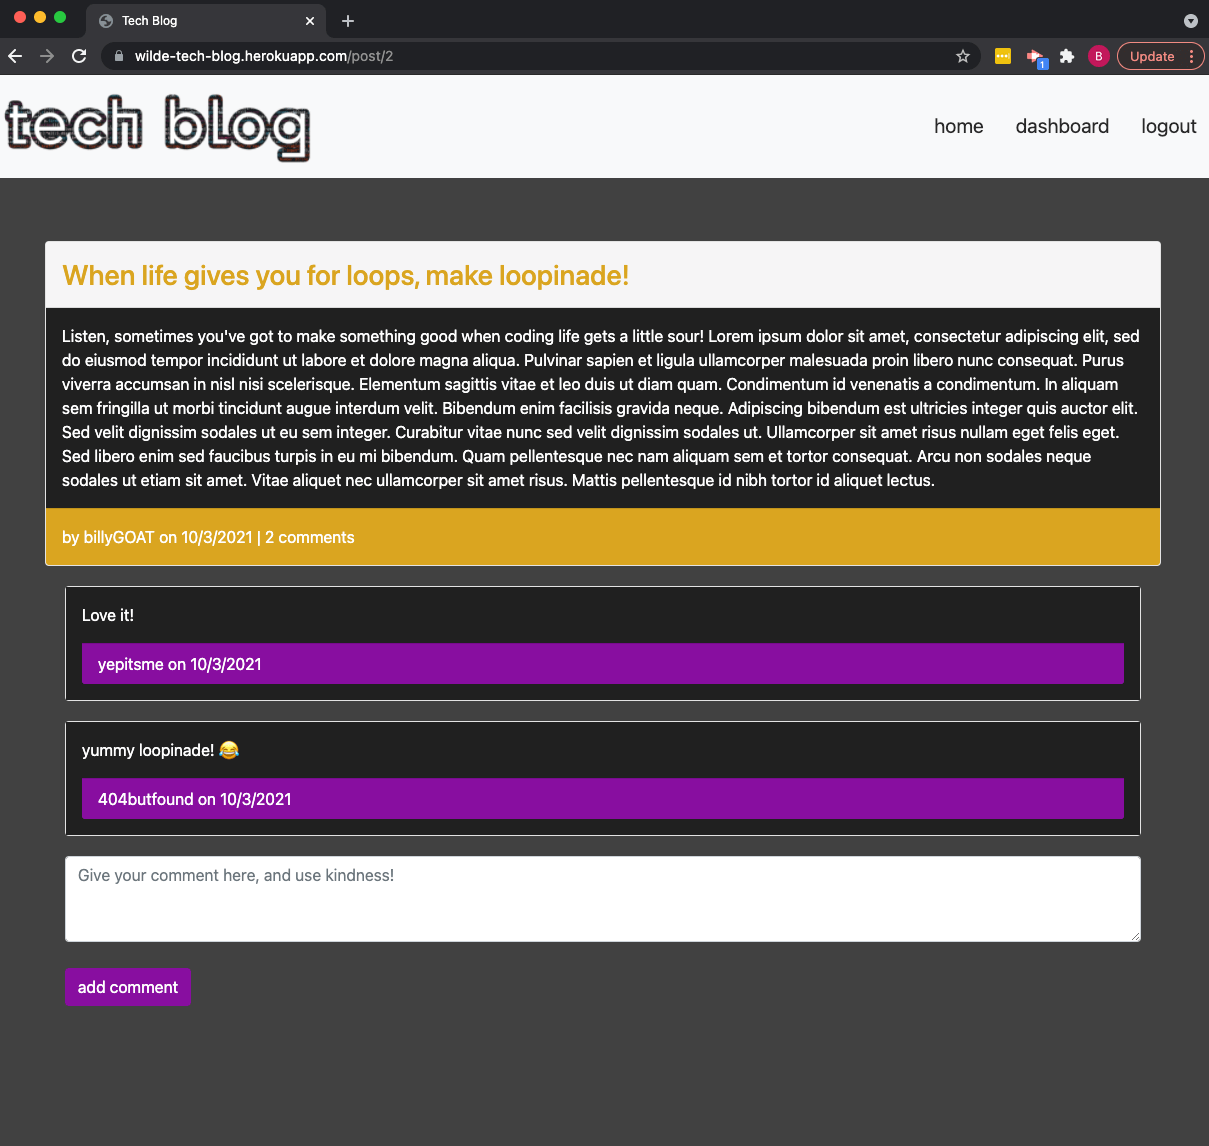 Tech Blog
wilde-tech-blog.herokuapp.com/post/2
1
B
Update
tech blog
home dashboard logout
When life gives you for loops, make loopinade!
Listen, sometimes you've got to make something good when coding life gets a little sour! Lorem ipsum dolor sit amet, consectetur adipiscing elit, sed
do eiusmod tempor incididunt ut labore et dolore magna aliqua. Pulvinar sapien et ligula ullamcorper malesuada proin libero nunc consequat. Purus
viverra accumsan in nisl nisi scelerisque. Elementum sagittis vitae et leo duis ut diam quam. Condimentum id venenatis a condimentum. In aliquam
sem fringilla ut morbi tincidunt augue interdum velit. Bibendum enim facilisis gravida neque. Adipiscing bibendum est ultricies integer quis auctor elit.
Sed velit dignissim sodales ut eu sem integer. Curabitur vitae nunc sed velit dignissim sodales ut. Ullamcorper sit amet risus nullam eget felis eget.
Sed libero enim sed faucibus turpis in eu mi bibendum. Quam pellentesque nec nam aliquam sem et tortor consequat. Arcu non sodales neque
sodales ut etiam sit amet. Vitae aliquet nec ullamcorper sit amet risus. Mattis pellentesque id nibh tortor id aliquet lectus.
by billyGOAT on 10/3/2021 | 2 comments
Love it!
yepitsme on 10/3/2021
yummy loopinade! 😂
404butfound on 10/3/2021
Give your comment here, and use kindness!
add comment